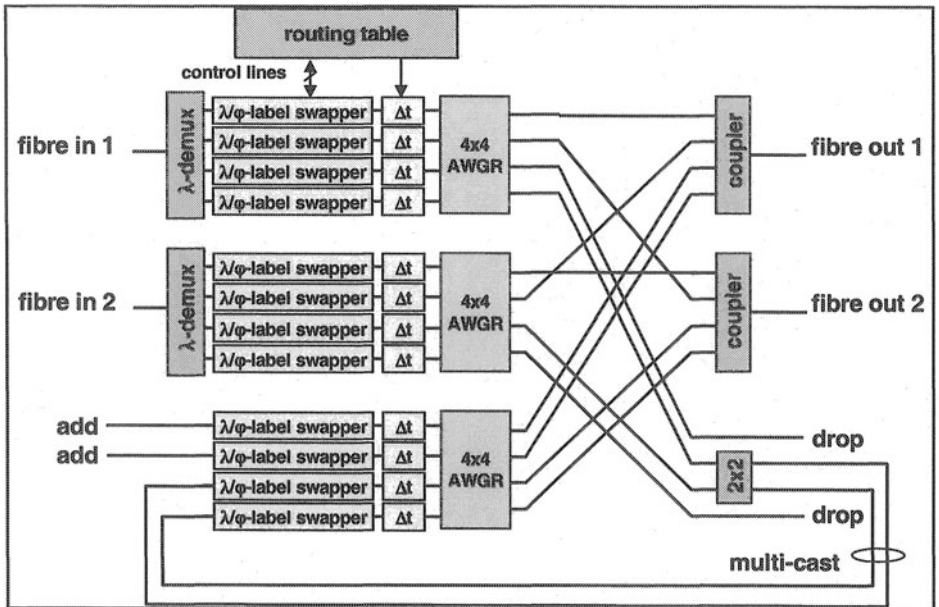 routing table
control lines
fibre in 1
λ-demux
λ/φ-label swapper Δt
λ/φ-label swapper Δt
λ/φ-label swapper Δt
λ/φ-label swapper Δt
4x4
AWGR
coupler
fibre out 1
fibre in 2
λ-demux
λ/φ-label swapper Δt
λ/φ-label swapper Δt
λ/φ-label swapper Δt
λ/φ-label swapper Δt
4x4
AWGR
coupler
fibre out 2
add
add
λ/φ-label swapper Δt
λ/φ-label swapper Δt
λ/φ-label swapper Δt
λ/φ-label swapper Δt
4x4
AWGR
drop
2x2
drop
multi-cast